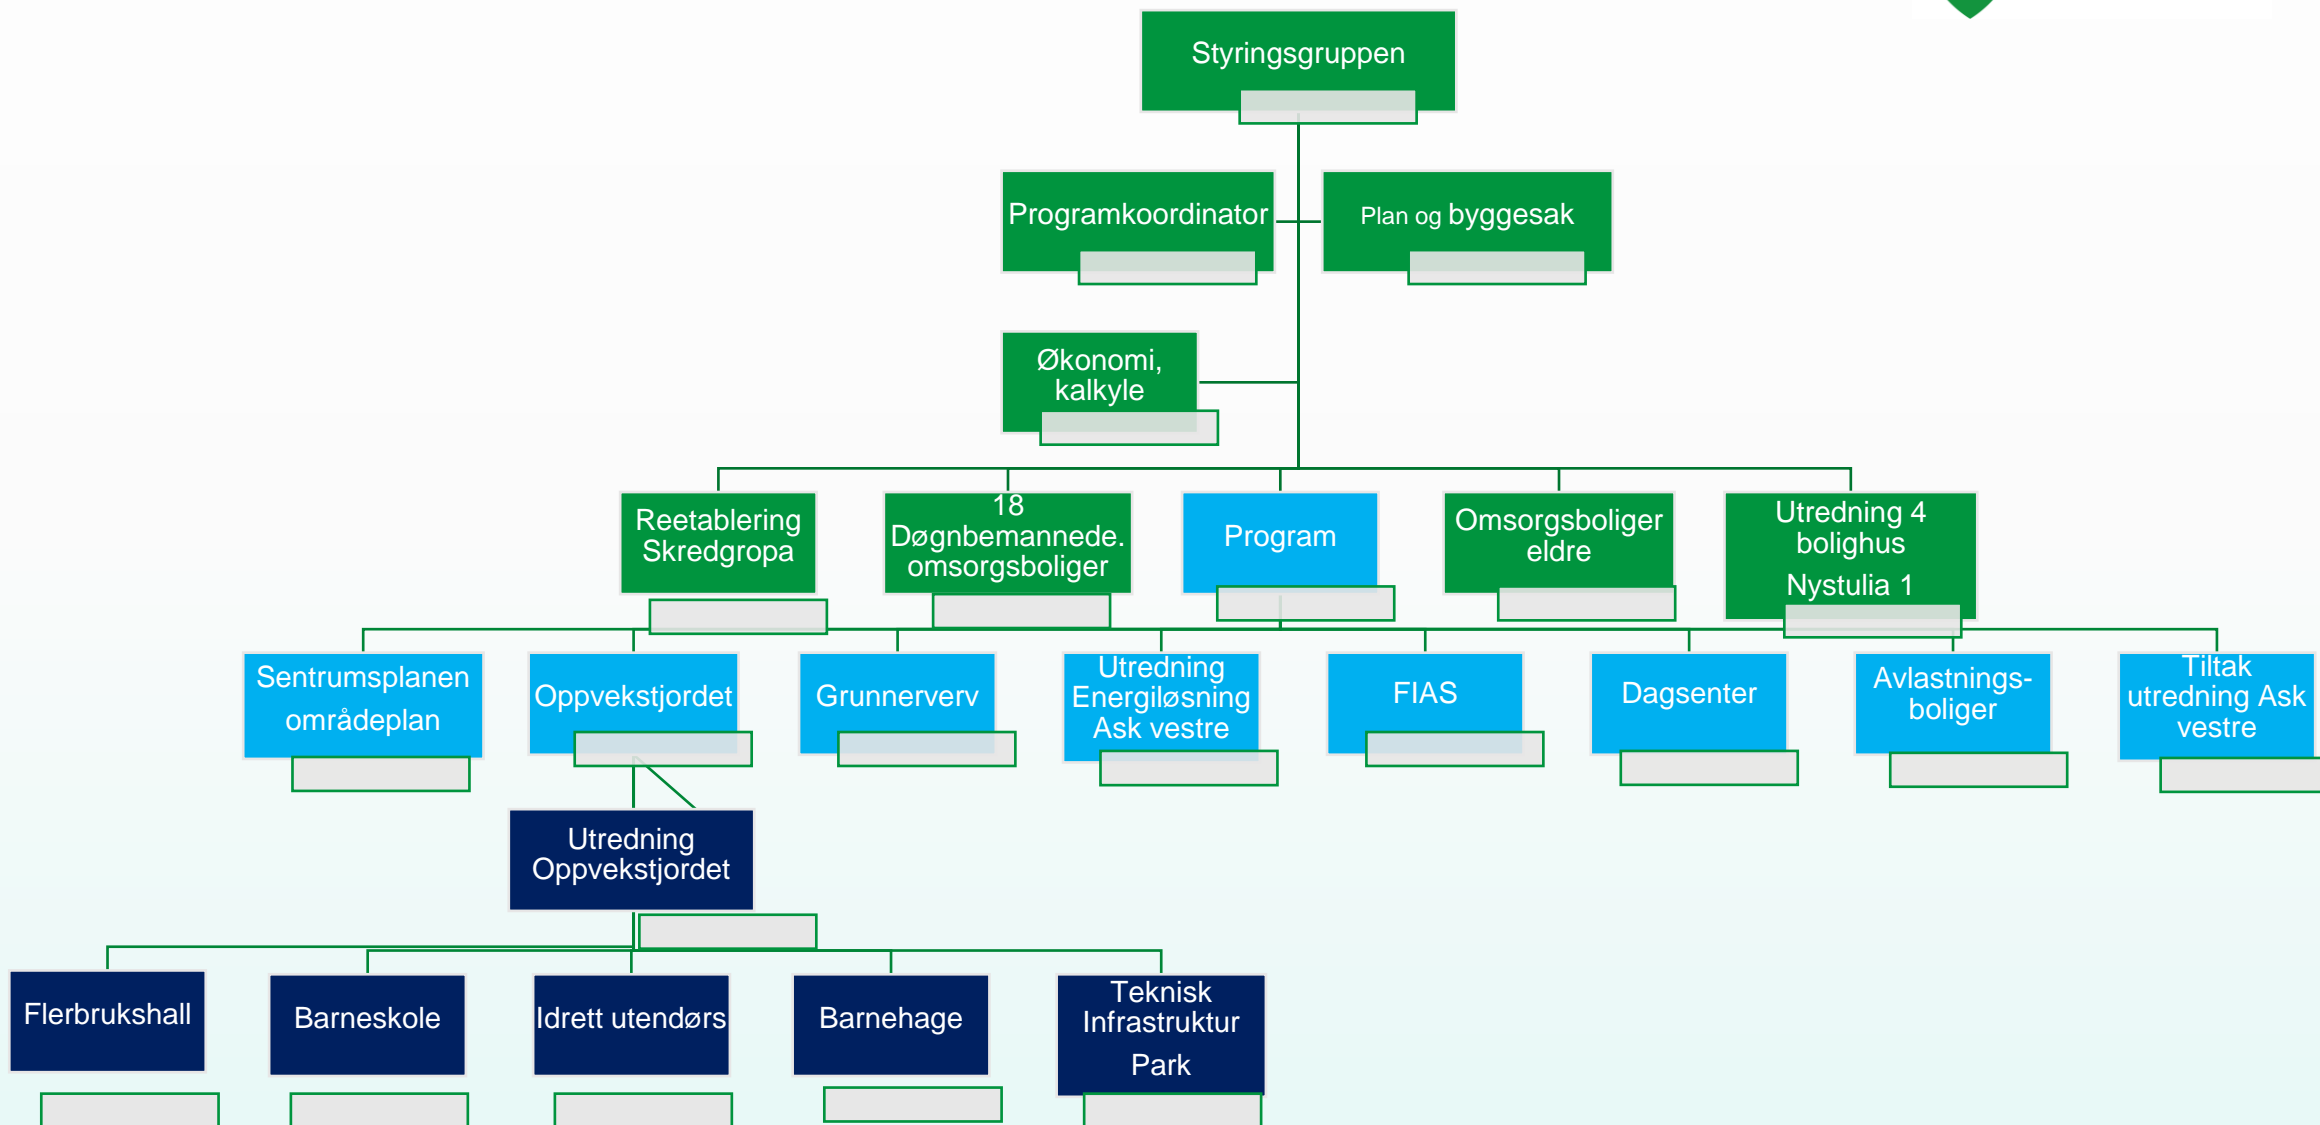 Styringsgruppen
Programkoordinator
Plan og byggesak
Økonomi,
kalkyle
Reetablering
Skredgropa
18
Døgnbemannede.
omsorgsboliger
Program
Omsorgsboliger
eldre
Utredning 4
bolighus
Nystulia 1
Sentrumsplanen
områdeplan
Oppvekstjordet
Grunnerverv
Utredning
Energiløsning
Ask vestre
FIAS
Dagsenter
Avlastnings-
boliger
Tiltak
utredning Ask
vestre
Utredning
Oppvekstjordet
Flerbrukshall
Barneskole
Idrett utendørs
Barnehage
Teknisk
Infrastruktur
Park